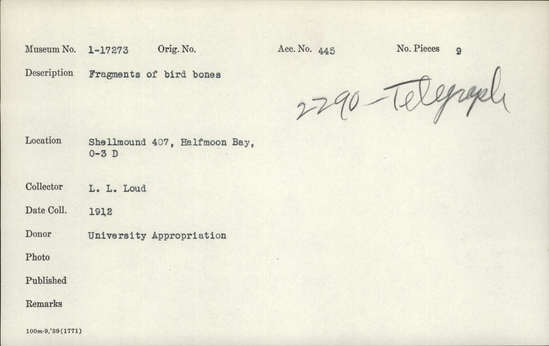 Museum No. 1-17273 Orig. No. Acc. No. 445 No. Pieces 9
Description Fragments of bird bones
2290-Telegraph
Location Shellmound 407, Halfmoon Bay,
0-3 D
Collector L. L. Loud
Date Coll. 1912
Donor University Appropriation
Photo
Published
Remarks
100m-9,'39(1771)